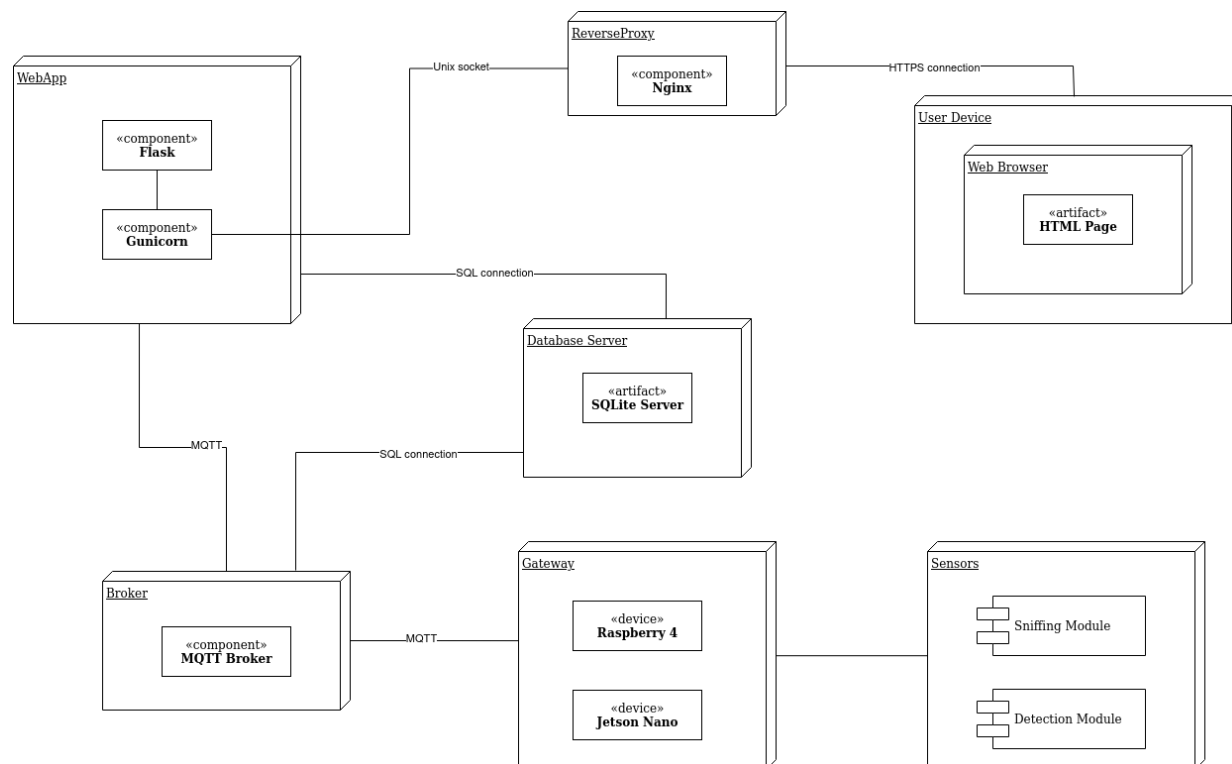 ReverseProxy
«component»
Nginx
WebApp
Unix socket
HTTPS connection
User Device
«component»
Flask
Web Browser
«artifact»
HTML Page
«component»
Gunicorn
SQL connection
Database Server
«artifact»
SQLite Server
MQTT
SQL connection
Broker
«component»
MQTT Broker
MQTT
Gateway
«device»
Raspberry 4
«device»
Jetson Nano
Sensors
Sniffing Module
Detection Module